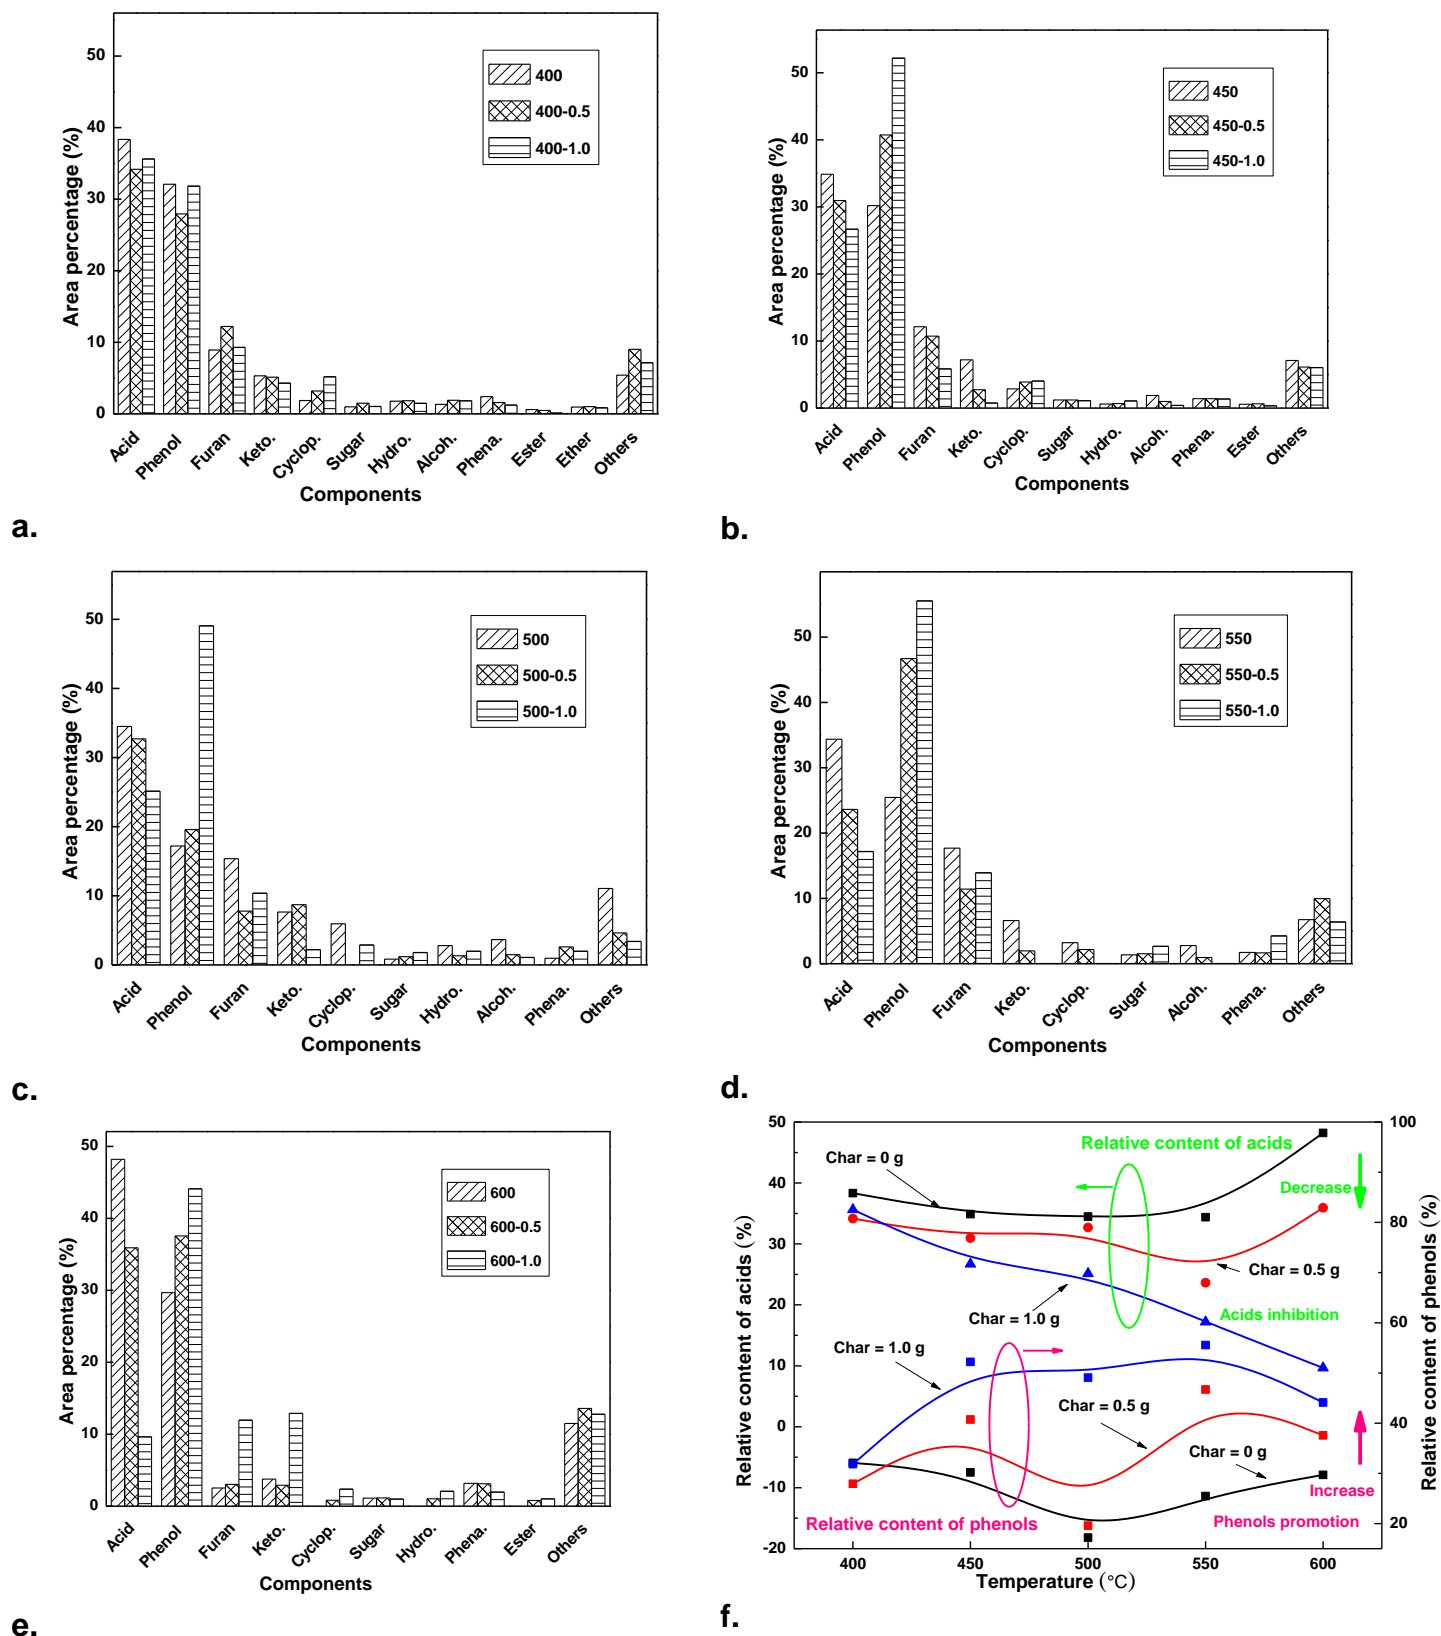 50
40
30
20
10
0
Area percentage (%)
400
400-0.5
400-1.0
Acid
Phenol
Furan
Keto.
Cyclop.
Sugar
Hydro.
Alcoh.
Phena.
Ester
Ether
Others
Components
a.
50
40
30
20
10
0
Area percentage (%)
450
450-0.5
450-1.0
Acid
Phenol
Furan
Keto.
Cyclop.
Sugar
Hydro.
Alcoh.
Phena.
Ester
Others
Components
b.
50
40
30
20
10
0
Area percentage (%)
500
500-0.5
500-1.0
Acid
Phenol
Furan
Keto.
Cyclop.
Sugar
Hydro.
Alcoh.
Phena.
Others
Components
c.
50
40
30
20
10
0
Area percentage (%)
550
550-0.5
550-1.0
Acid
Phenol
Furan
Keto.
Cyclop.
Sugar
Alcoh.
Phena.
Others
Components
d.
50
40
30
20
10
0
Area percentage (%)
600
600-0.5
600-1.0
Acid
Phenol
Furan
Keto.
Cyclop.
Sugar
Hydro.
Phena.
Ester
Others
Components
e.
50
40
30
20
10
0
-10
-20
Relative content of acids (%)
100
80
60
40
20
Relative content of phenols (%)
Relative content of acids
Char = 0 g
Decrease
Char = 0.5 g
Char = 1.0 g
Acids inhibition
Char = 1.0 g
Char = 0.5 g
Char = 0 g
Increase
Relative content of phenols
Phenols promotion
400
450
500
550
600
Temperature (°C)
f.